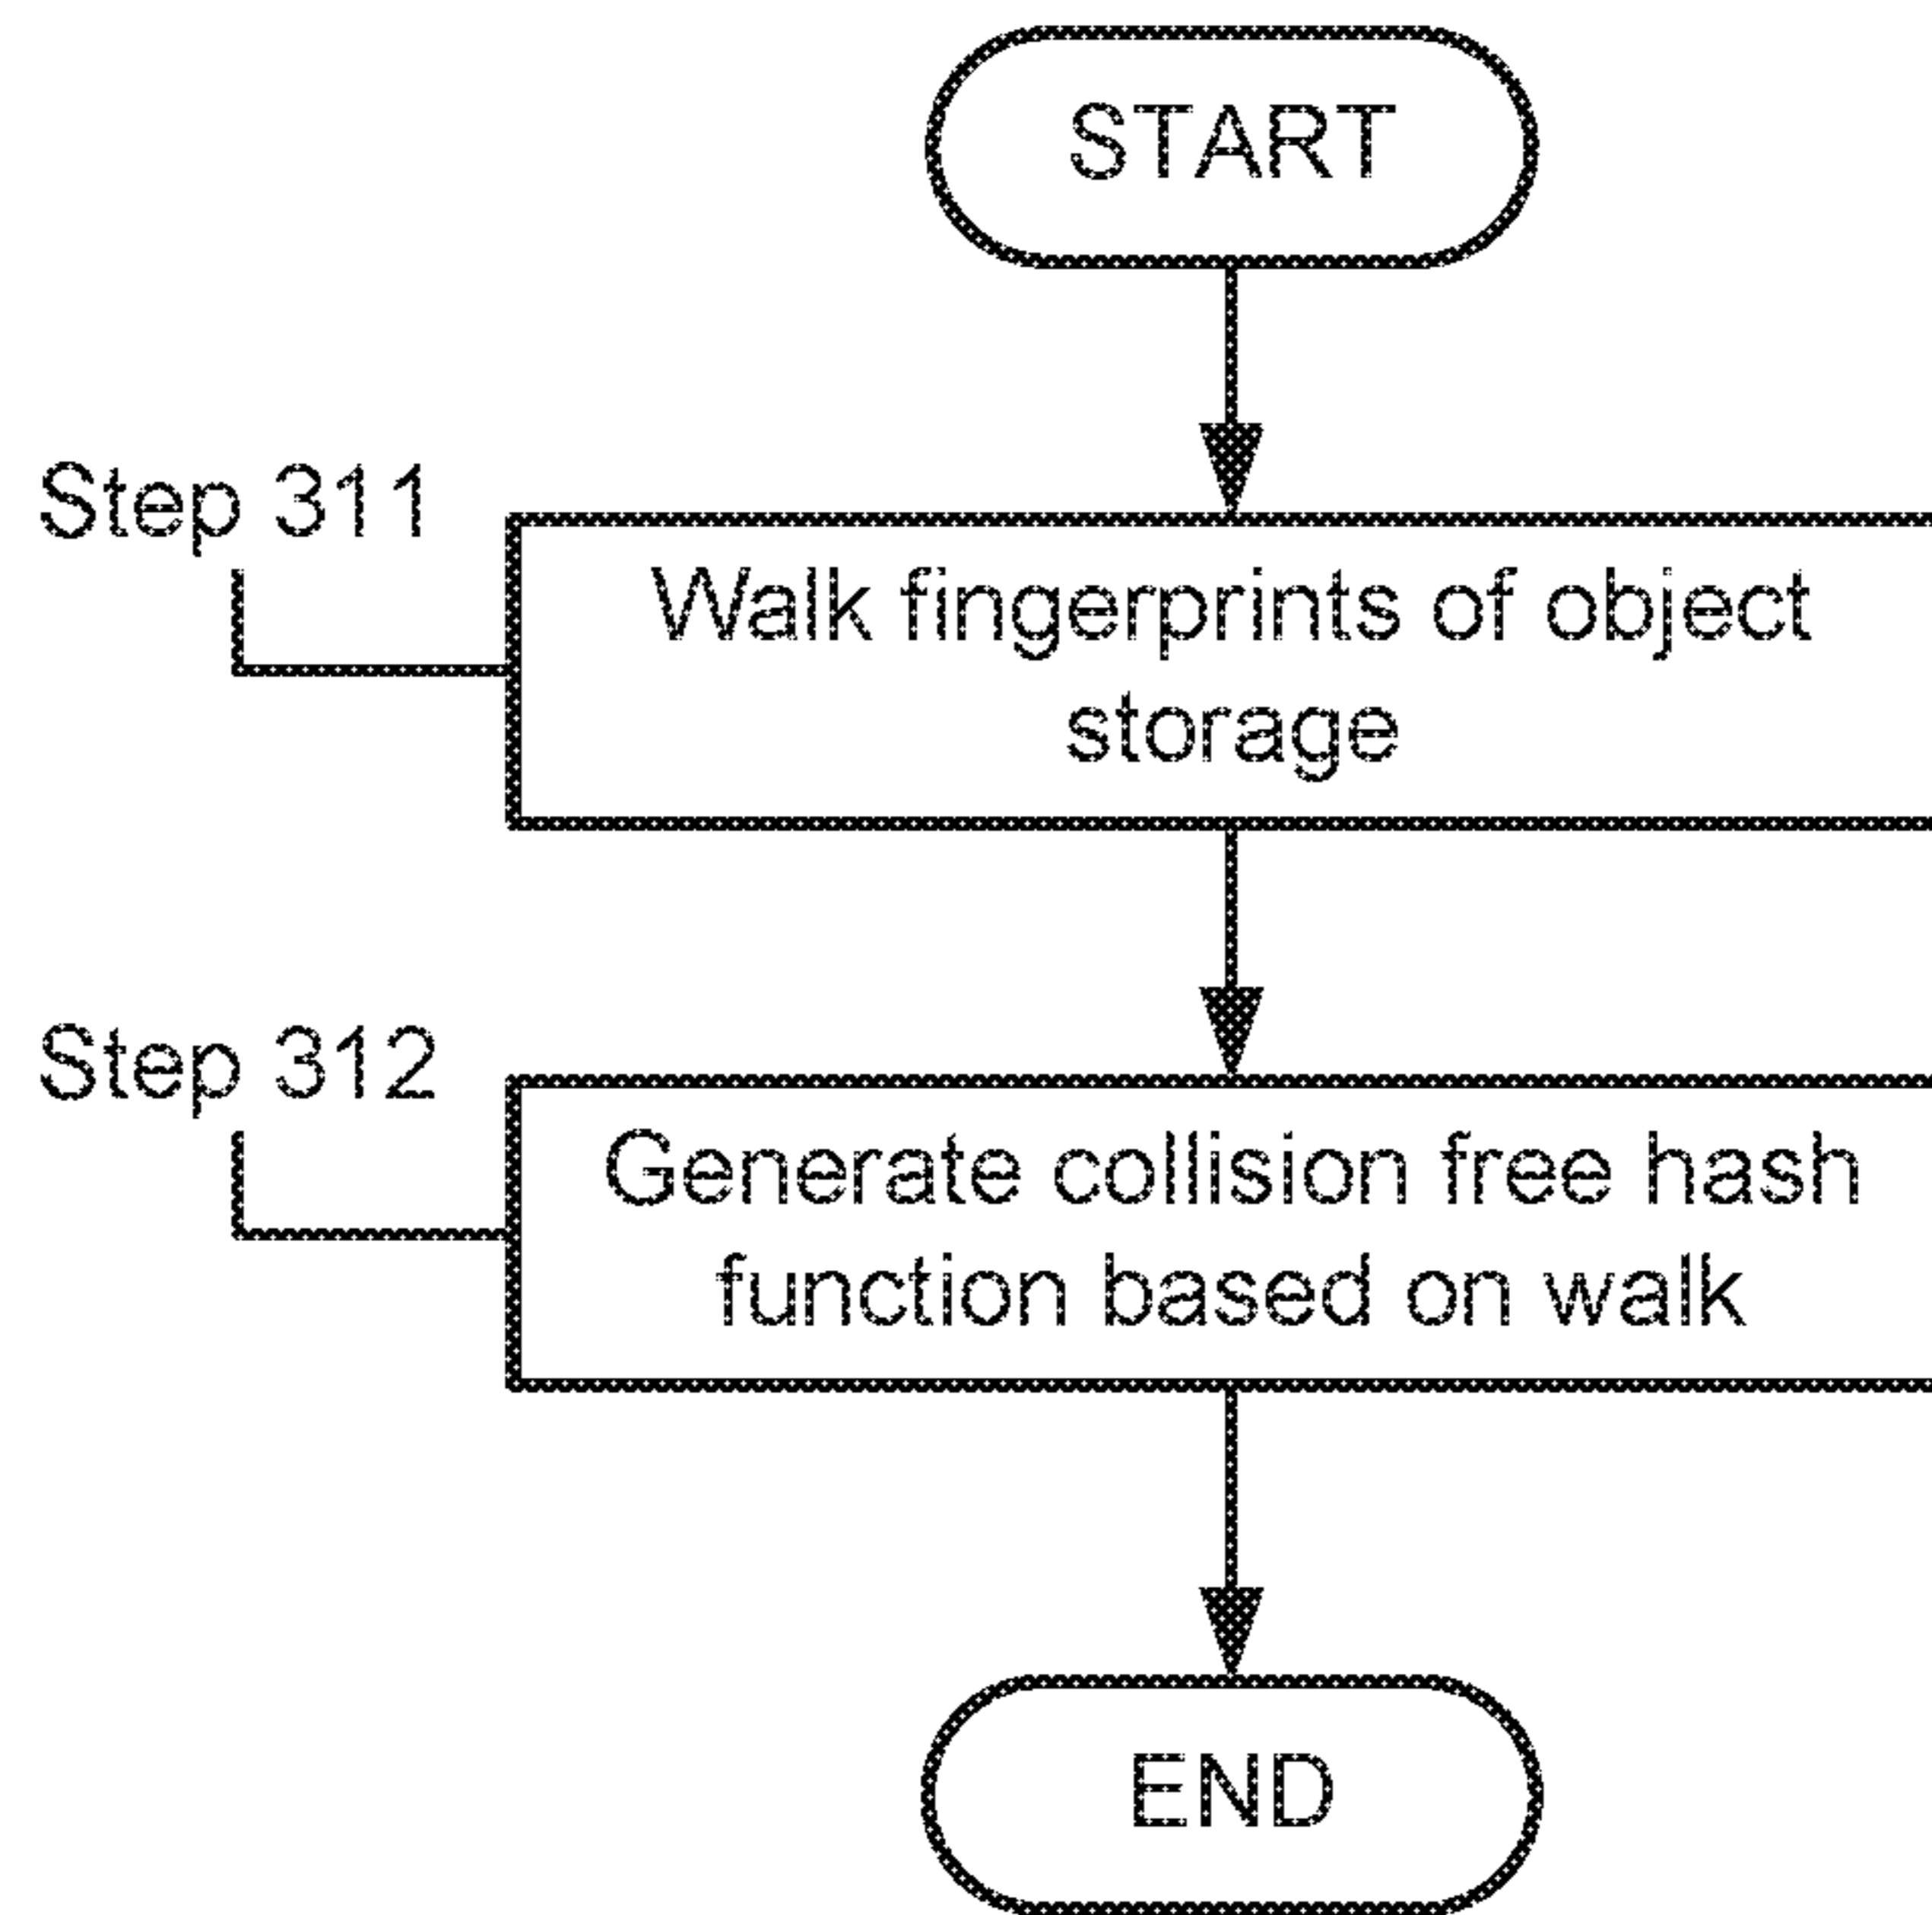 START
Step 311
Walk fingerprints of object
storage
Step 312
Generate collision free hash
function based on walk
END